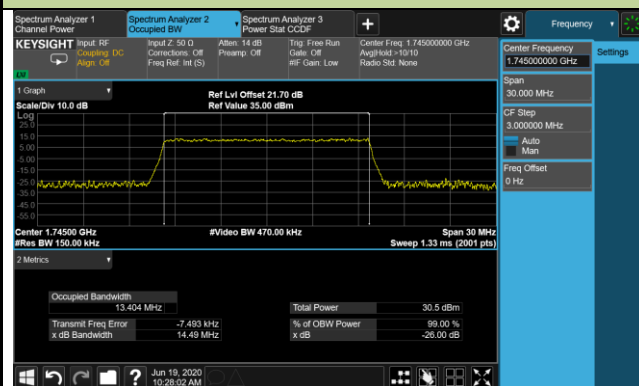 Spectrum Analyzer 1
Channel Power
Spectrum Analyzer 2
Occupied BW
Spectrum Analyzer 3
Power Stat CCDF
Frequency
KEYSIGHT
Input: RF
Coupling: DC
Align: Off
Input Z: 50 Ω
Corrections: Off
Freq Ref: Int (S)
Atten: 14 dB
Preamp: Off
Trig: Free Run
Gate: Off
#IF Gain: Low
Center Freq: 1.745000000 GHz
Avg|Hold:>10/10
Radio Std: None
LXI
Center Frequency
1.745000000 GHz
Settings
Span
30.000 MHz
CF Step
3.000000 MHz
Auto
Man
Freq Offset
0 Hz
1 Graph
Scale/Div 10.0 dB
Ref Lvl Offset 21.70 dB
Ref Value 35.00 dBm
Log
25.0
15.0
5.00
-5.00
-15.0
-25.0
-35.0
-45.0
-55.0
Center 1.74500 GHz
#Video BW 470.00 kHz
Span 30 MHz
#Res BW 150.00 kHz
Sweep 1.33 ms (2001 pts)
2 Metrics
Occupied Bandwidth
13.404 MHz
Total Power 30.5 dBm
Transmit Freq Error -7.493 kHz
% of OBW Power 99.00 %
x dB Bandwidth 14.49 MHz
x dB -26.00 dB
Jun 19, 2020
10:28:02 AM